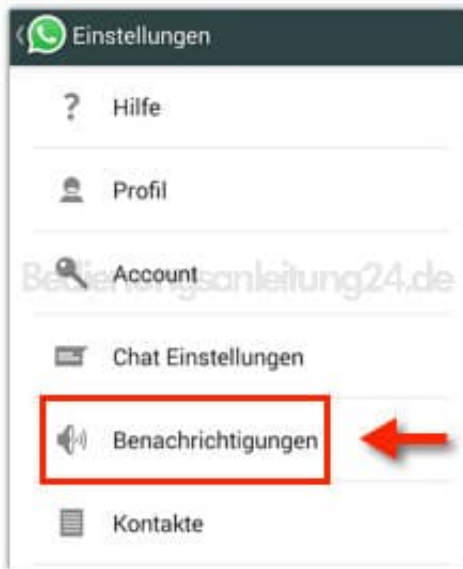 Einstellungen
Hilfe
Profil
Account
Bedienungsanleitung24.de
Chat Einstellungen
Benachrichtigungen
Kontakte